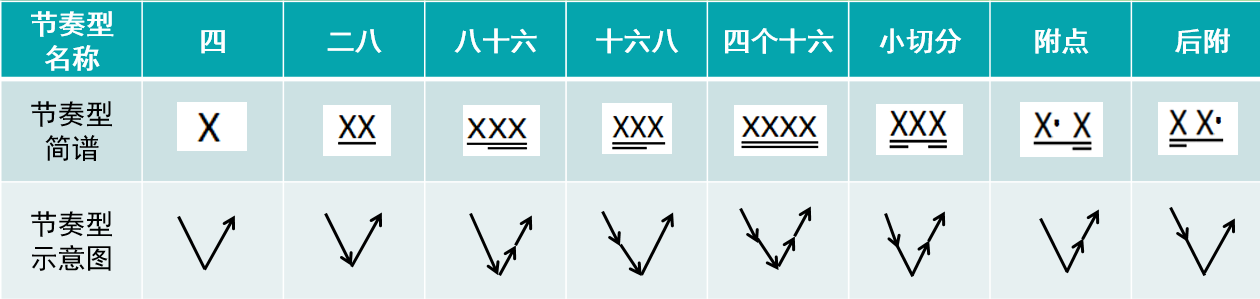 节奏型
名称
四
二八
八十六
十六八
四个十六
小切分
附点
后附
节奏型
简谱
X
XX
XXX
XXX
XXXX
XXX
X· X
X X·
节奏型
示意图